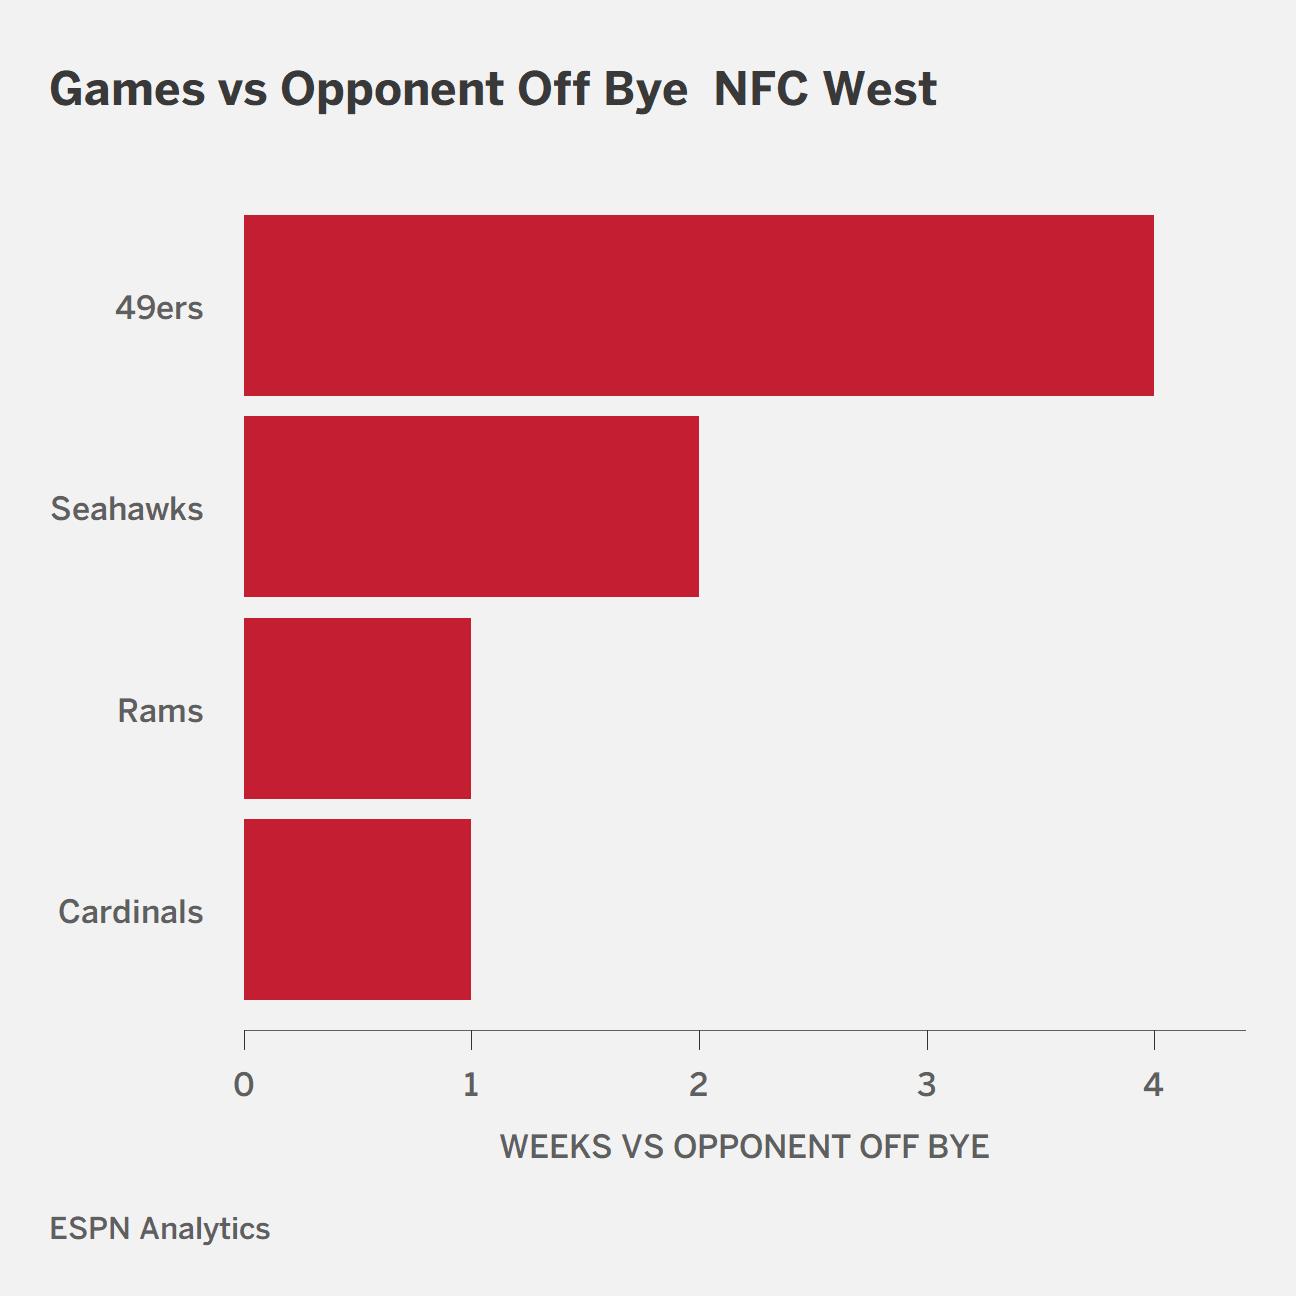 Games vs Opponent Off Bye  NFC West
49ers
Seahawks
Rams
Cardinals
0 1 2 3 4
WEEKS VS OPPONENT OFF BYE
ESPN Analytics